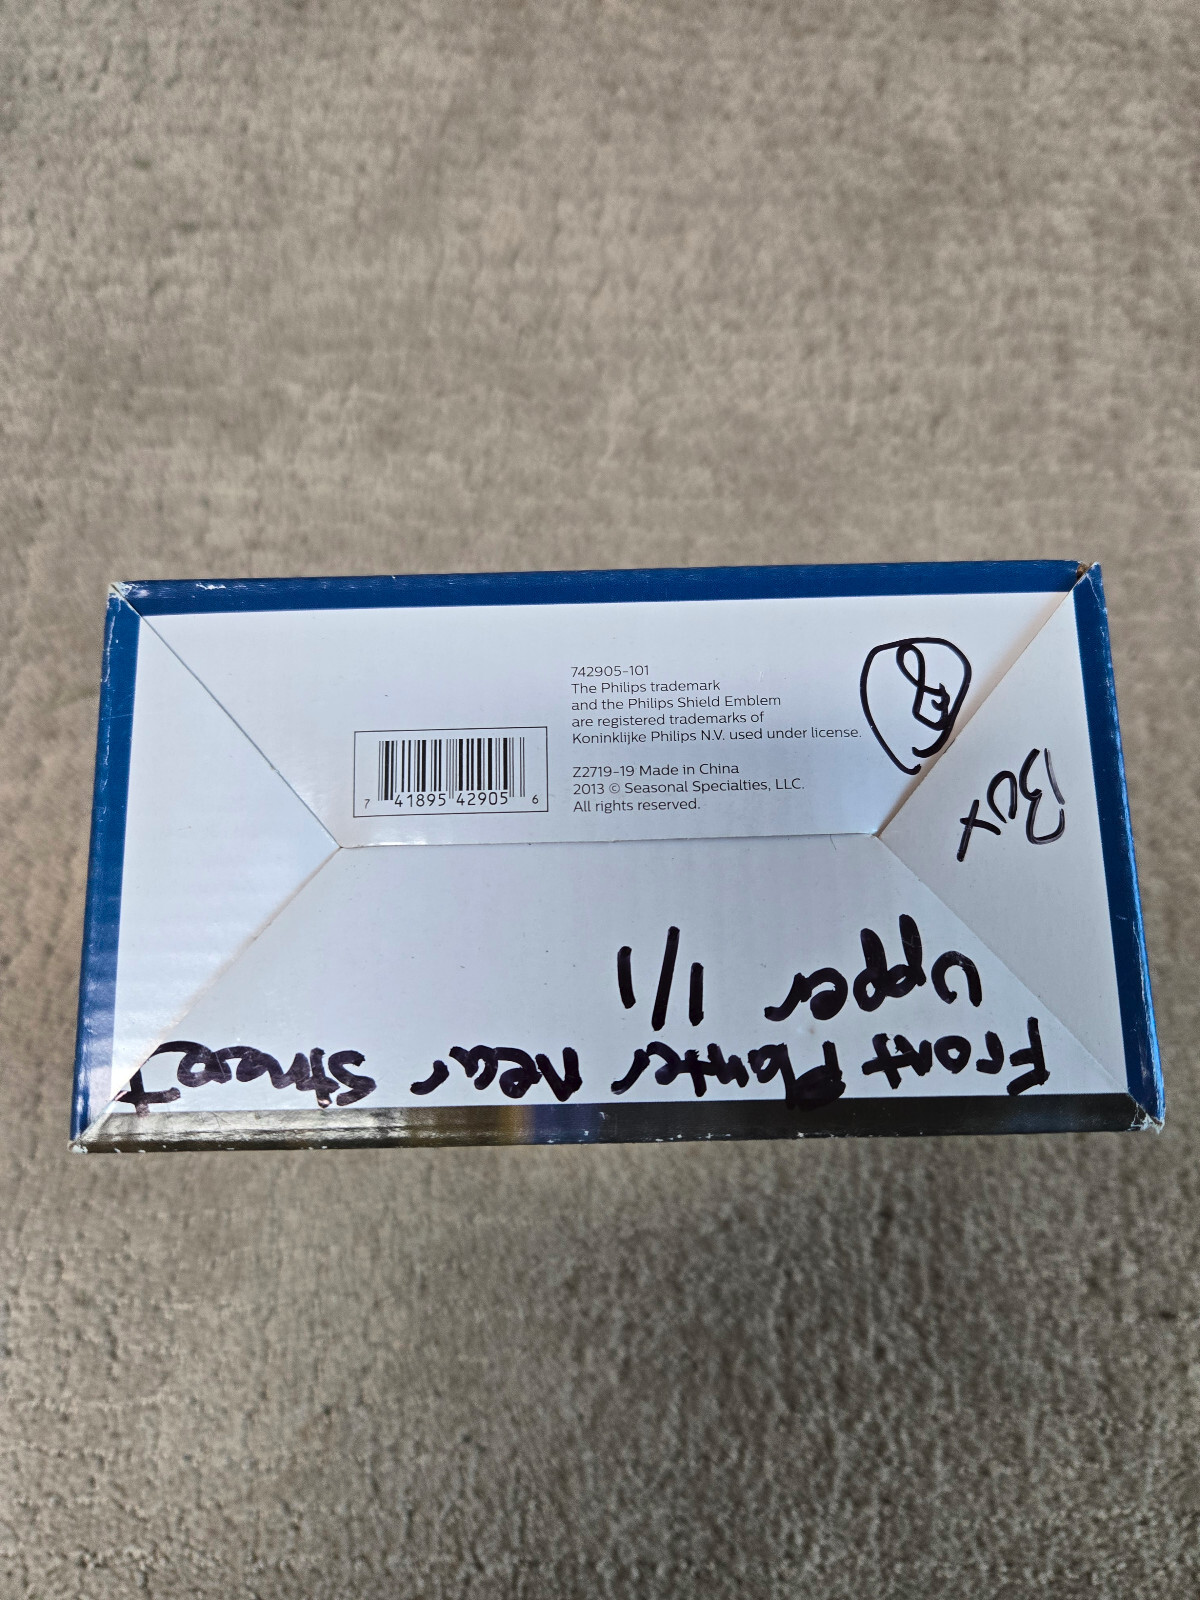 742905-101
The Philips trademark
and the Philips Shield Emblem
are registered trademarks of
Koninklijke Philips N.V. used under license.
Z2719-19 Made in China
2013 © Seasonal Specialties, LLC.
All rights reserved.
7 41895 42905 6
Front Planter near Street
Upper 1/1
Box